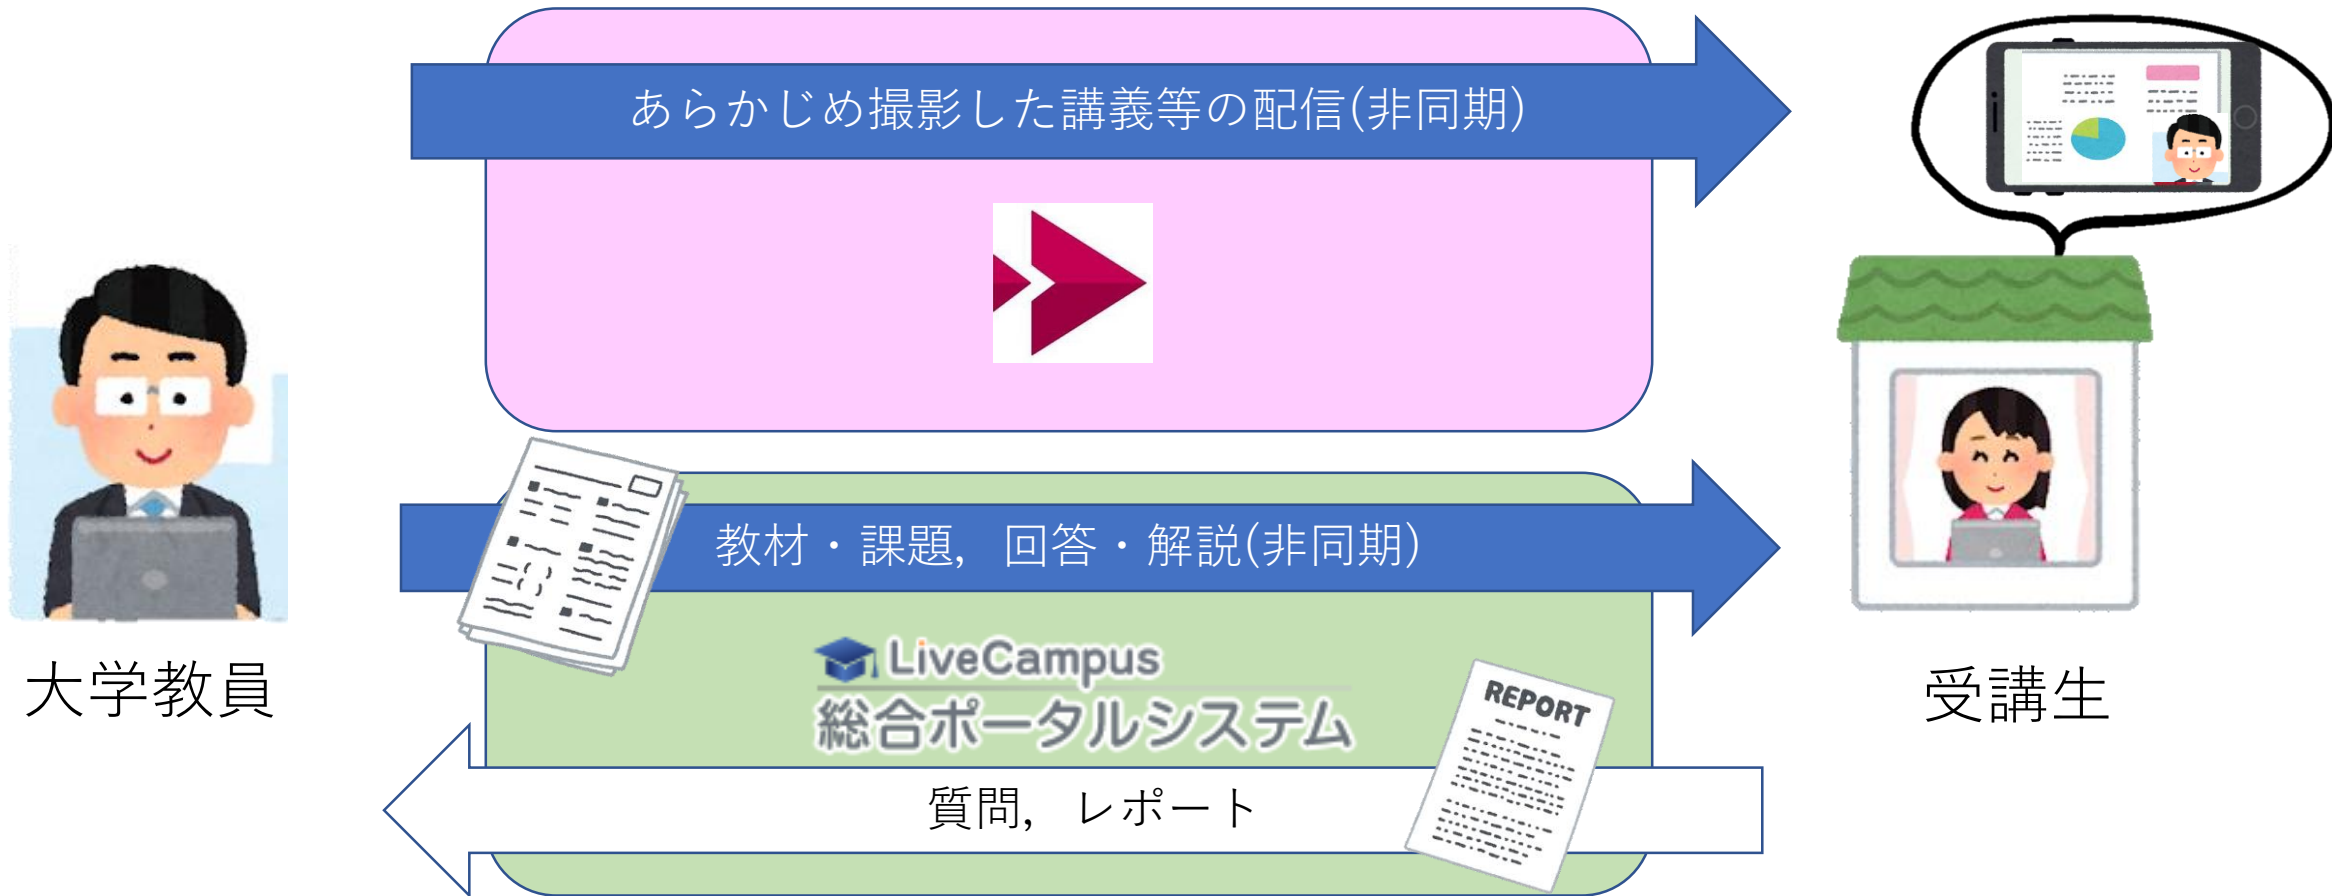 あらかじめ撮影した講義等の配信(非同期)
教材・課題，回答・解説(非同期)
LiveCampus
総合ポータルシステム
REPORT
質問，レポート
大学教員
受講生